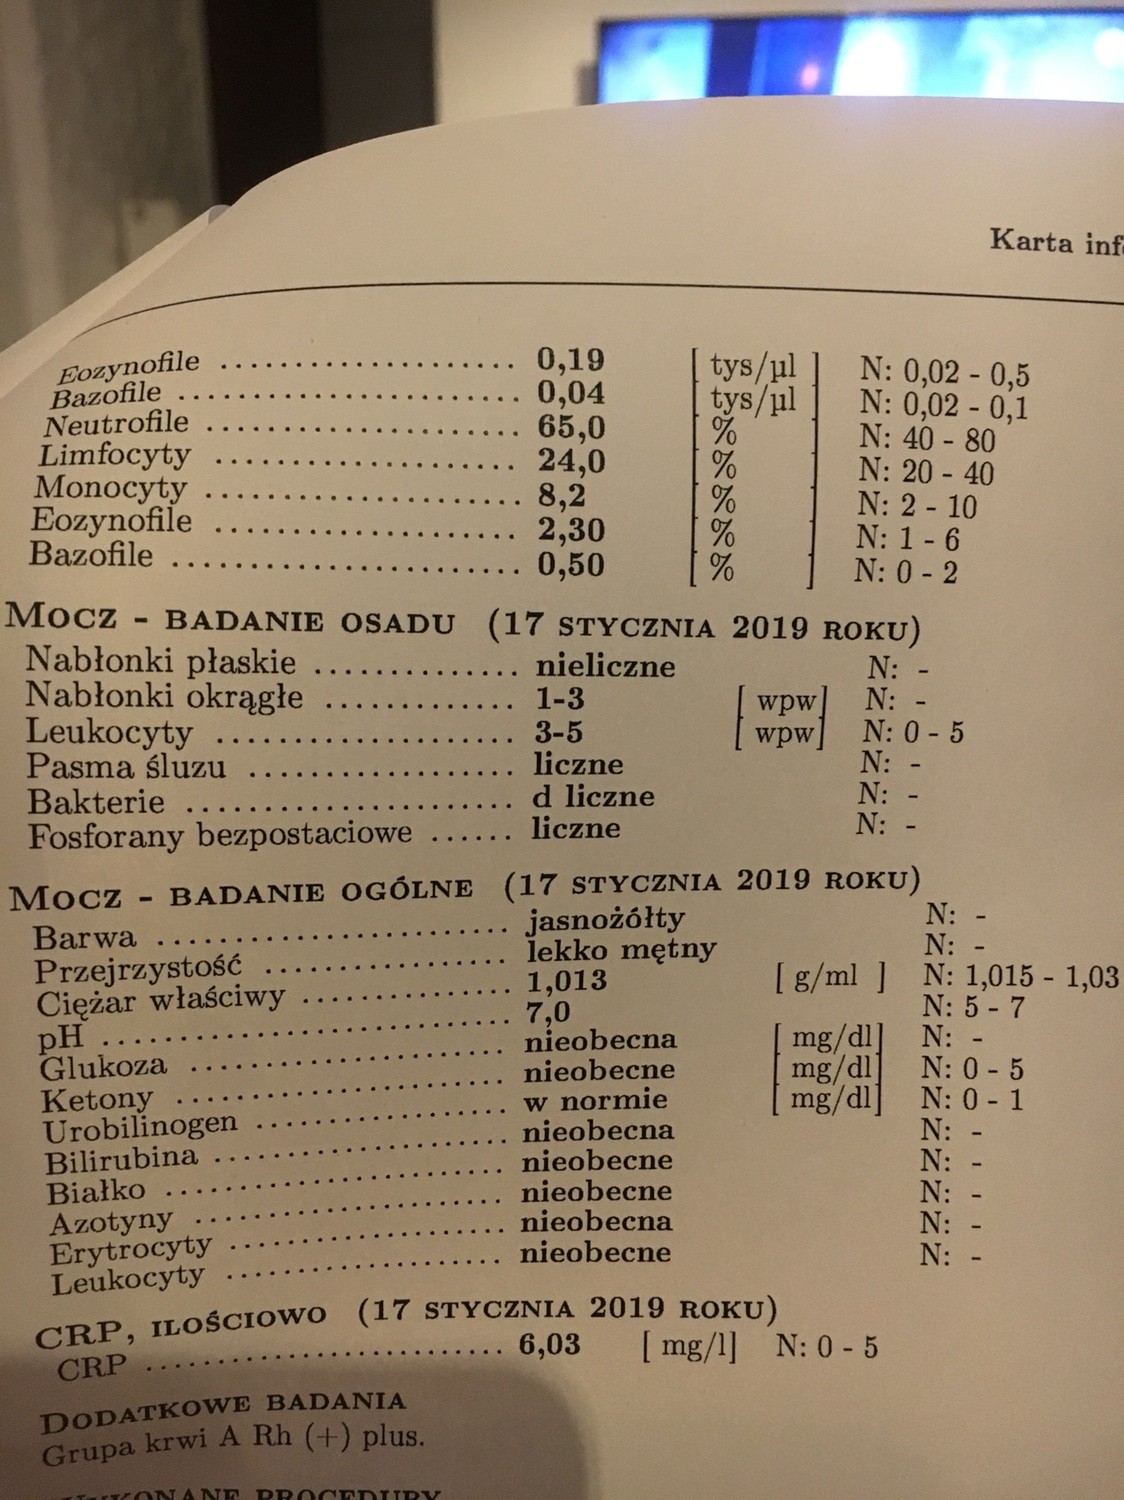 Karta inf
Eozynofile ........................ 0,19 [ tys/µl ] N: 0,02 - 0,5
Bazofile ........................... 0,04 [ tys/µl ] N: 0,02 - 0,1
Neutrofile ......................... 65,0 [ % ] N: 40 - 80
Limfocyty ........................ 24,0 [ % ] N: 20 - 40
Monocyty ......................... 8,2 [ % ] N: 2 - 10
Eozynofile ........................ 2,30 [ % ] N: 1 - 6
Bazofile ............................ 0,50 [ % ] N: 0 - 2
MOCZ - BADANIE OSADU (17 STYCZNIA 2019 ROKU)
Nabłonki płaskie ................ nieliczne N: -
Nabłonki okrągłe ............... 1-3 [ wpw] N: -
Leukocyty ........................ 3-5 [ wpw] N: 0 - 5
Pasma śluzu ..................... liczne N: -
Bakterie .......................... d liczne N: -
Fosforany bezpostaciowe ...... liczne N: -
MOCZ - BADANIE OGÓLNE (17 STYCZNIA 2019 ROKU)
Barwa ............................ jasnożółty N: -
Przejrzystość .................... lekko mętny N: -
Ciężar właściwy ................. 1,013 [ g/ml ] N: 1,015 - 1,03
pH ................................. 7,0 N: 5 - 7
Glukoza .......................... nieobecna [ mg/dl] N: -
Ketony ........................... nieobecne [ mg/dl] N: 0 - 5
Urobilinogen .................... w normie [ mg/dl] N: 0 - 1
Bilirubina ........................ nieobecna N: -
Białko ............................ nieobecne N: -
Azotyny .......................... nieobecne N: -
Erytrocyty ....................... nieobecna N: -
Leukocyty ....................... nieobecne N: -
CRP, ILOŚCIOWO (17 STYCZNIA 2019 ROKU)
CRP .............................. 6,03 [ mg/l] N: 0 - 5
DODATKOWE BADANIA
Grupa krwi A Rh (+) plus.
WYKONANE PROCEDURY